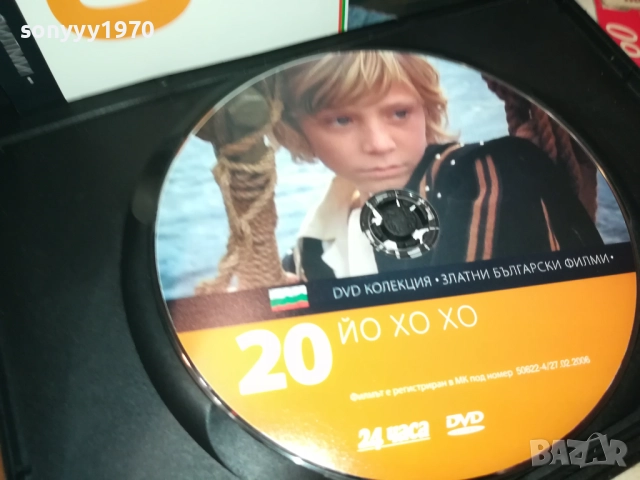 sonyyy1970
DVD КОЛЕКЦИЯ • ЗЛАТНИ БЪЛГАРСКИ ФИЛМИ •
20 ЙО ХО ХО
Филмът е регистриран в МК под номер 50822-4/27.02.2006
24 часа DVD
BAZAR